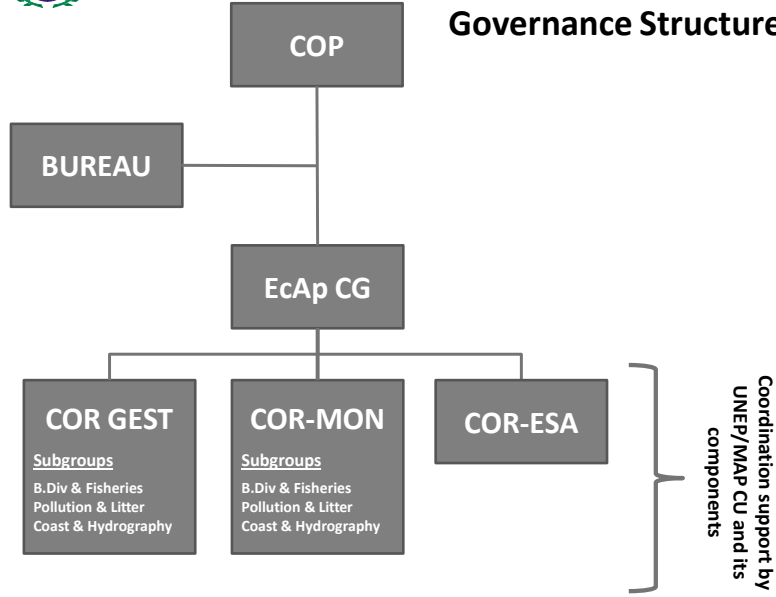 Governance Structure
COP
BUREAU
EcAp CG
COR GEST
Subgroups
B.Div & Fisheries
Pollution & Litter
Coast & Hydrography
COR-MON
Subgroups
B.Div & Fisheries
Pollution & Litter
Coast & Hydrography
COR-ESA
Coordination support by
UNEP/MAP CU and its
components